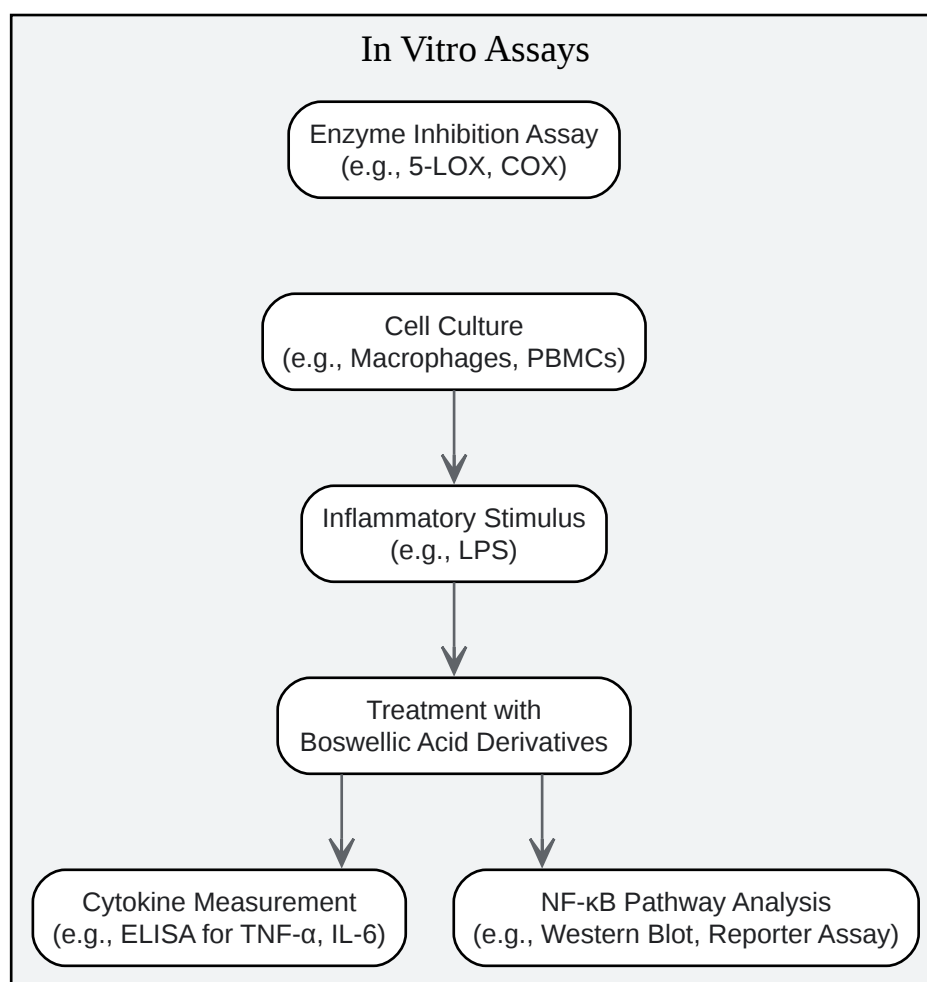 In Vitro Assays
Enzyme Inhibition Assay
(e.g., 5-LOX, COX)
Cell Culture
(e.g., Macrophages, PBMCs)
Inflammatory Stimulus
(e.g., LPS)
Treatment with
Boswellic Acid Derivatives
Cytokine Measurement
(e.g., ELISA for TNF-α, IL-6)
NF-κB Pathway Analysis
(e.g., Western Blot, Reporter Assay)